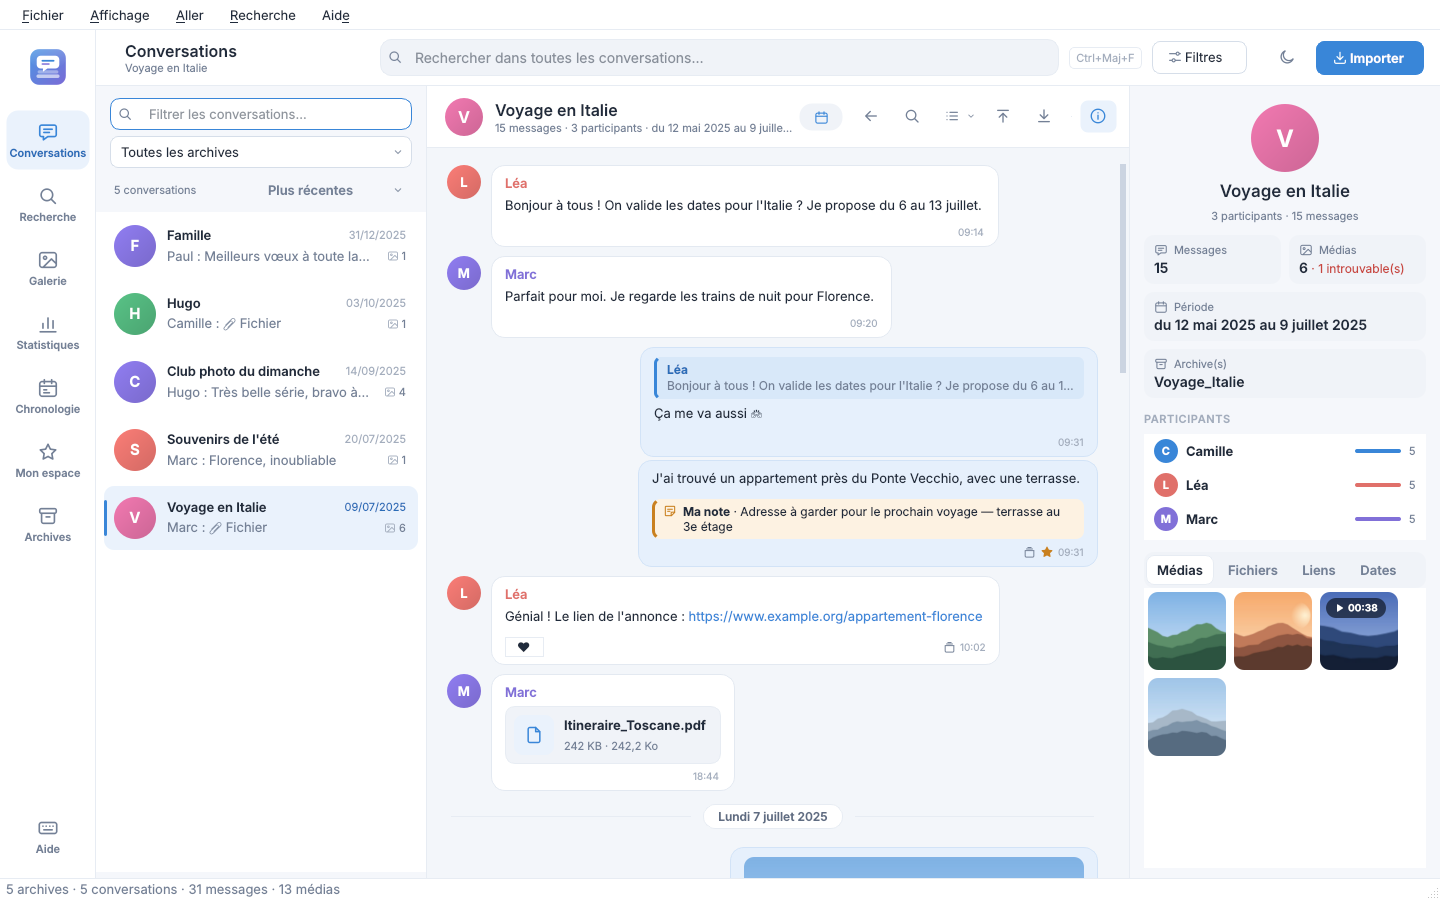 Fichier Affichage Aller Recherche Aide
Conversations
Voyage en Italie
Rechercher dans toutes les conversations...
Ctrl+Maj+F
Filtres
Importer
Conversations
Recherche
Galerie
Statistiques
Chronologie
Mon espace
Archives
Aide
Filtrer les conversations...
Toutes les archives
5 conversations
Plus récentes
Famille 31/12/2025
F
Paul : Meilleurs vœux à toute la... 1
Hugo 03/10/2025
H
Camille : Fichier 1
Club photo du dimanche 14/09/2025
C
Hugo : Très belle série, bravo à... 4
Souvenirs de l'été 20/07/2025
S
Marc : Florence, inoubliable 1
Voyage en Italie 09/07/2025
V
Marc : Fichier 6
V
Voyage en Italie
15 messages · 3 participants · du 12 mai 2025 au 9 juille...
L
Léa
Bonjour à tous ! On valide les dates pour l'Italie ? Je propose du 6 au 13 juillet.
09:14
M
Marc
Parfait pour moi. Je regarde les trains de nuit pour Florence.
09:20
Léa
Bonjour à tous ! On valide les dates pour l'Italie ? Je propose du 6 au 1...
Ça me va aussi
09:31
J'ai trouvé un appartement près du Ponte Vecchio, avec une terrasse.
Ma note · Adresse à garder pour le prochain voyage — terrasse au
3e étage
09:31
L
Léa
Génial ! Le lien de l'annonce : https://www.example.org/appartement-florence
10:02
M
Marc
Itineraire_Toscane.pdf
242 KB · 242,2 Ko
18:44
Lundi 7 juillet 2025
V
Voyage en Italie
3 participants · 15 messages
Messages
15
Médias
6 · 1 introuvable(s)
Période
du 12 mai 2025 au 9 juillet 2025
Archive(s)
Voyage_Italie
PARTICIPANTS
C Camille 5
L Léa 5
M Marc 5
Médias Fichiers Liens Dates
00:38
5 archives · 5 conversations · 31 messages · 13 médias